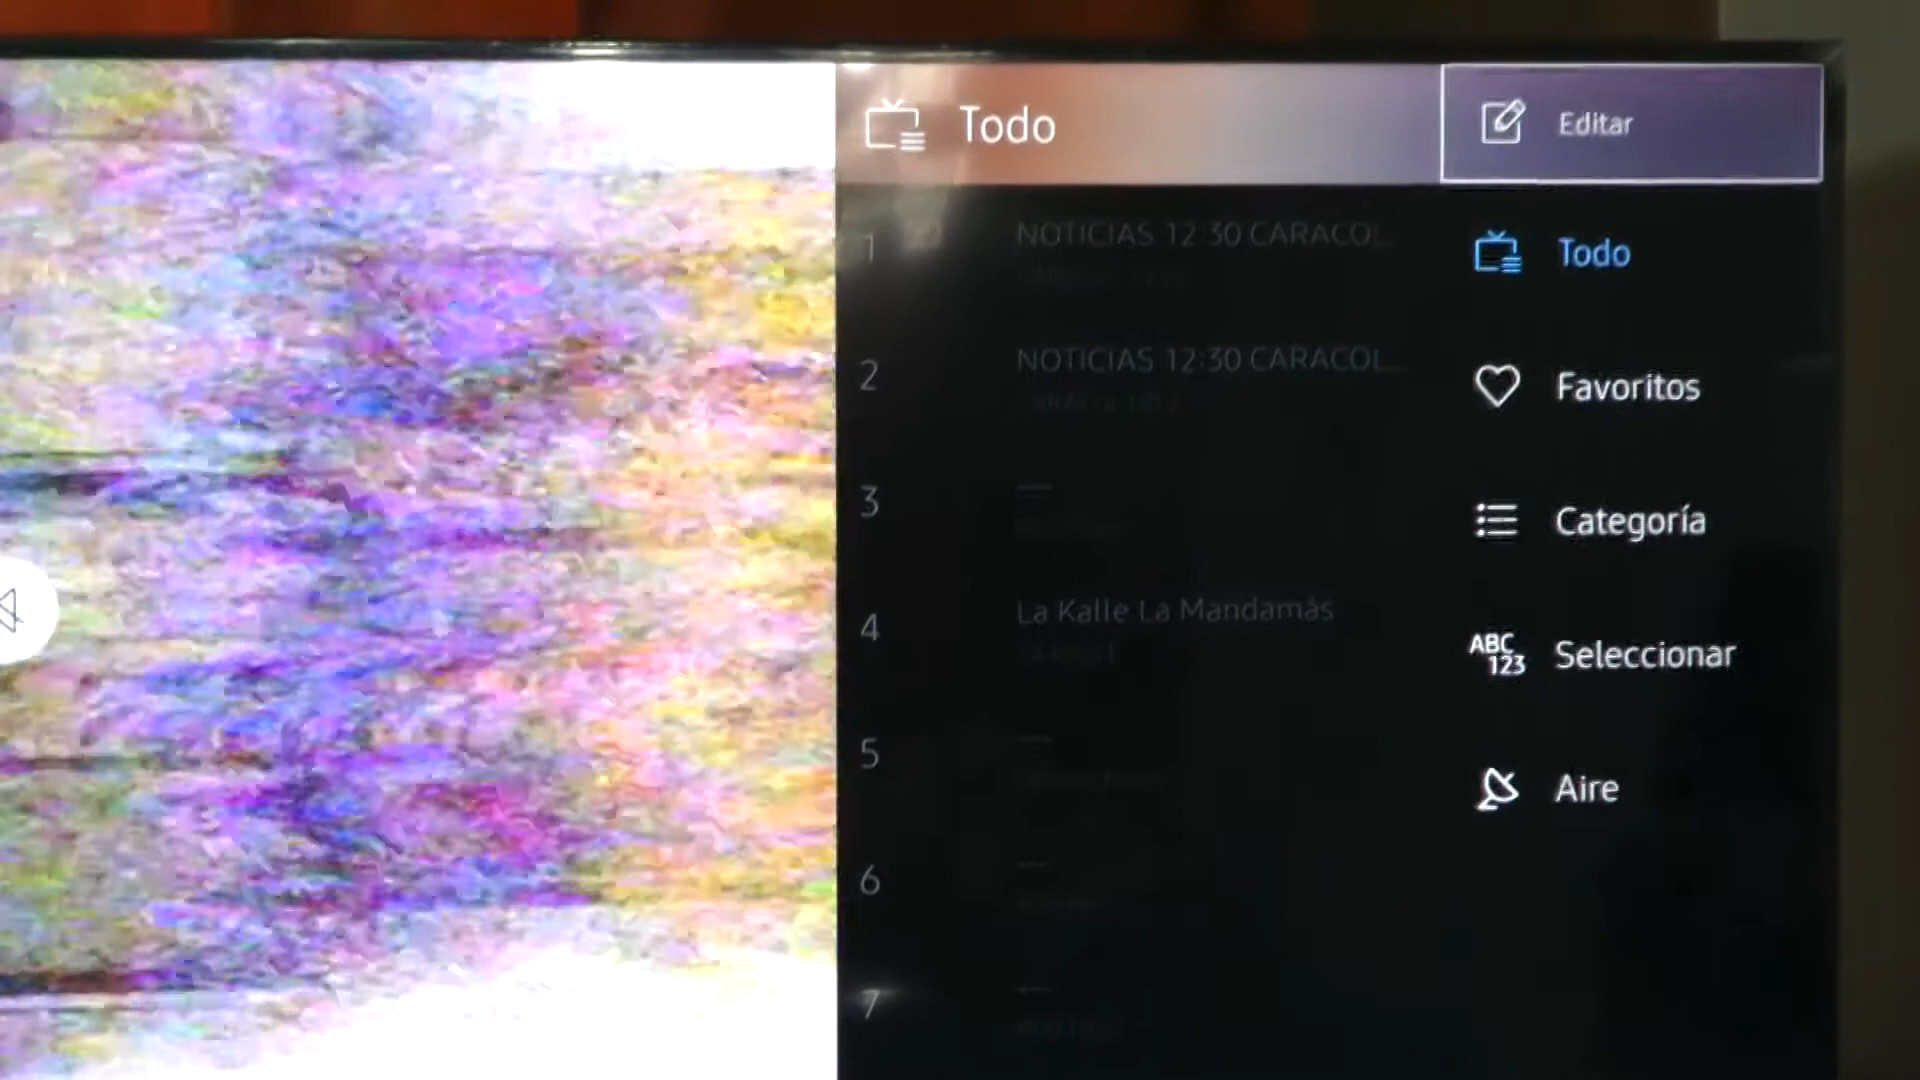 Todo
Editar
1 NOTICIAS 12:30 CARACOL...
2 NOTICIAS 12:30 CARACOL...
3
4 La Kalle La Mandamás
5
6
7
Todo
Favoritos
Categoría
ABC
123
Seleccionar
Aire